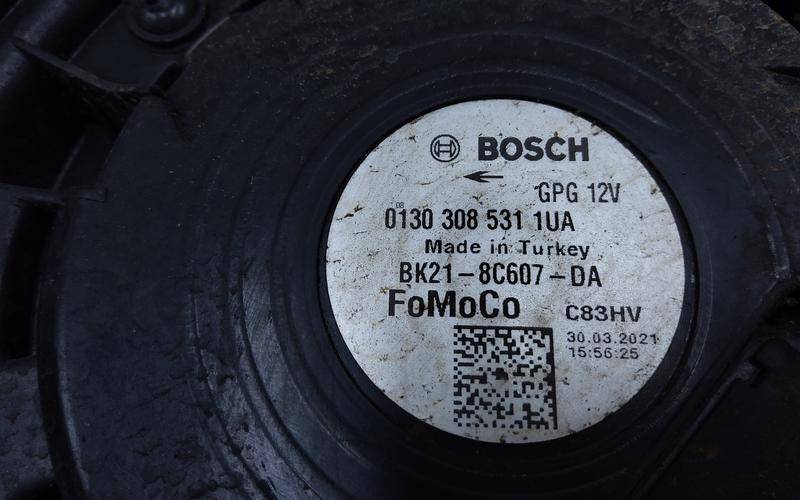 BOSCH
GPG 12V
08
0130 308 531 1UA
Made in Turkey
BK21-8C607-DA
FoMoCo C83HV
30.03.2021
15:56:25